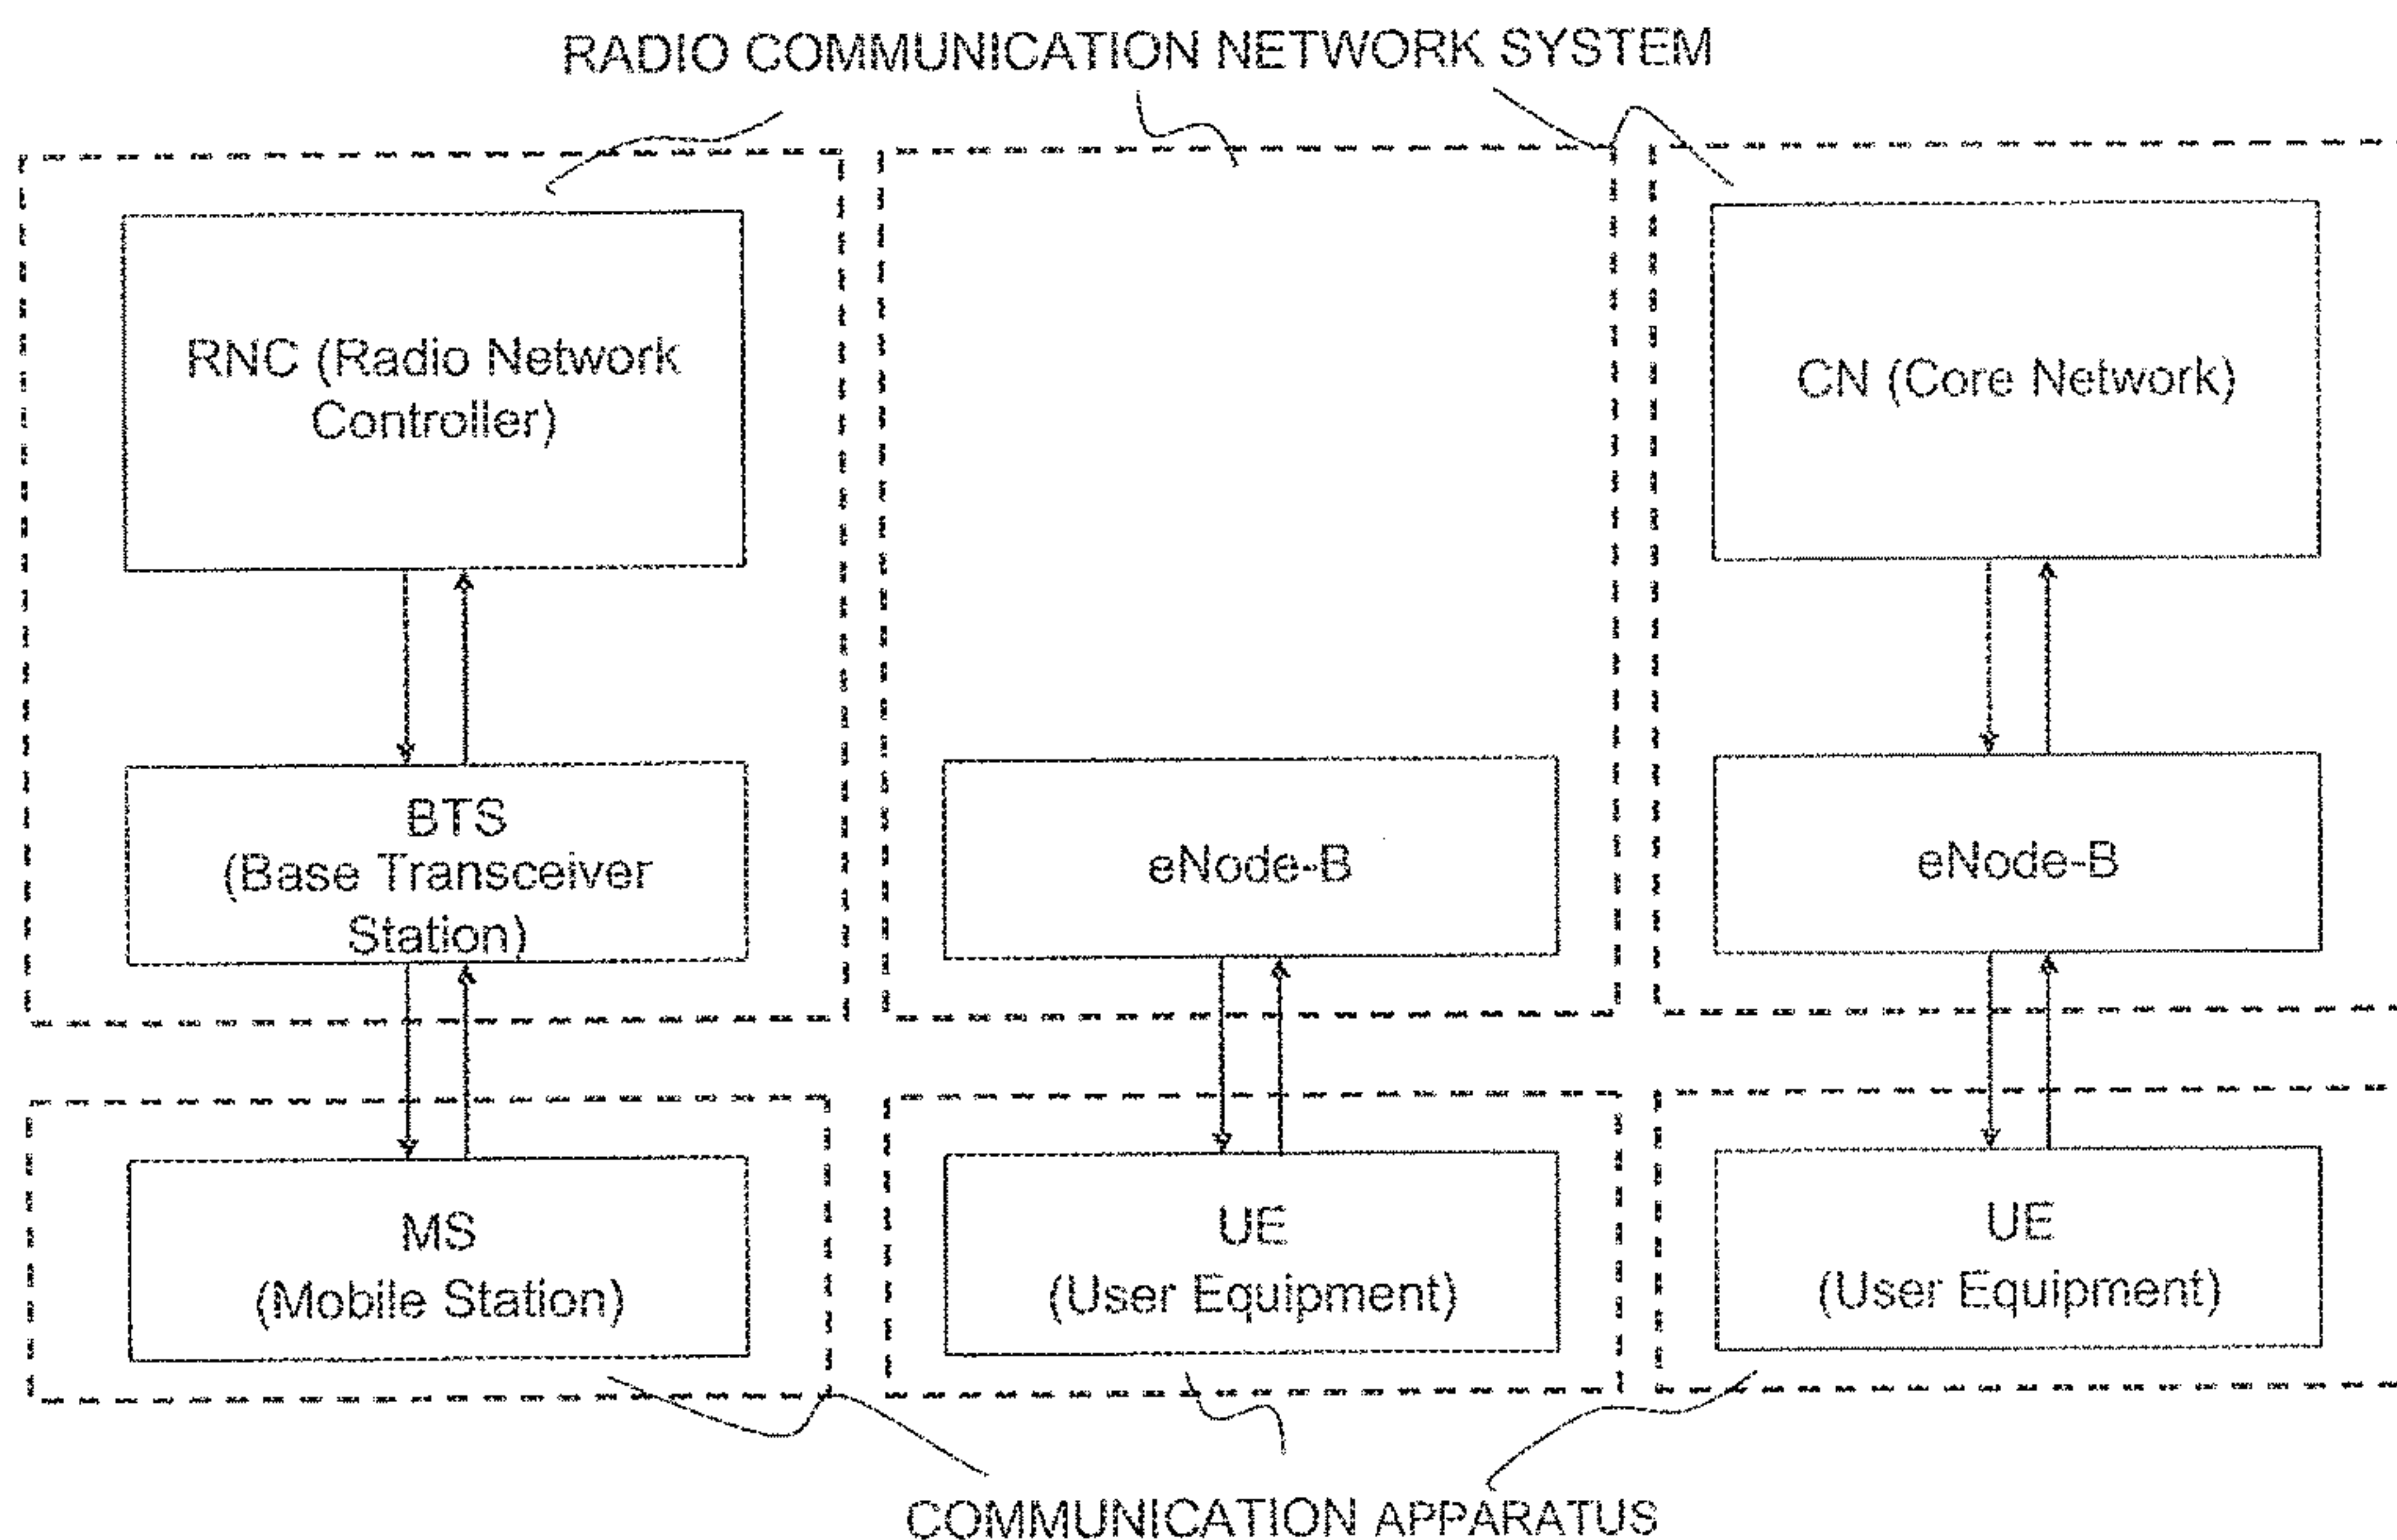 RADIO COMMUNICATION NETWORK SYSTEM
RNC (Radio Network
Controller)
CN (Core Network)
BTS
(Base Transceiver
Station)
eNode-B
eNode-B
MS
(Mobile Station)
UE
(User Equipment)
UE
(User Equipment)
COMMUNICATION APPARATUS